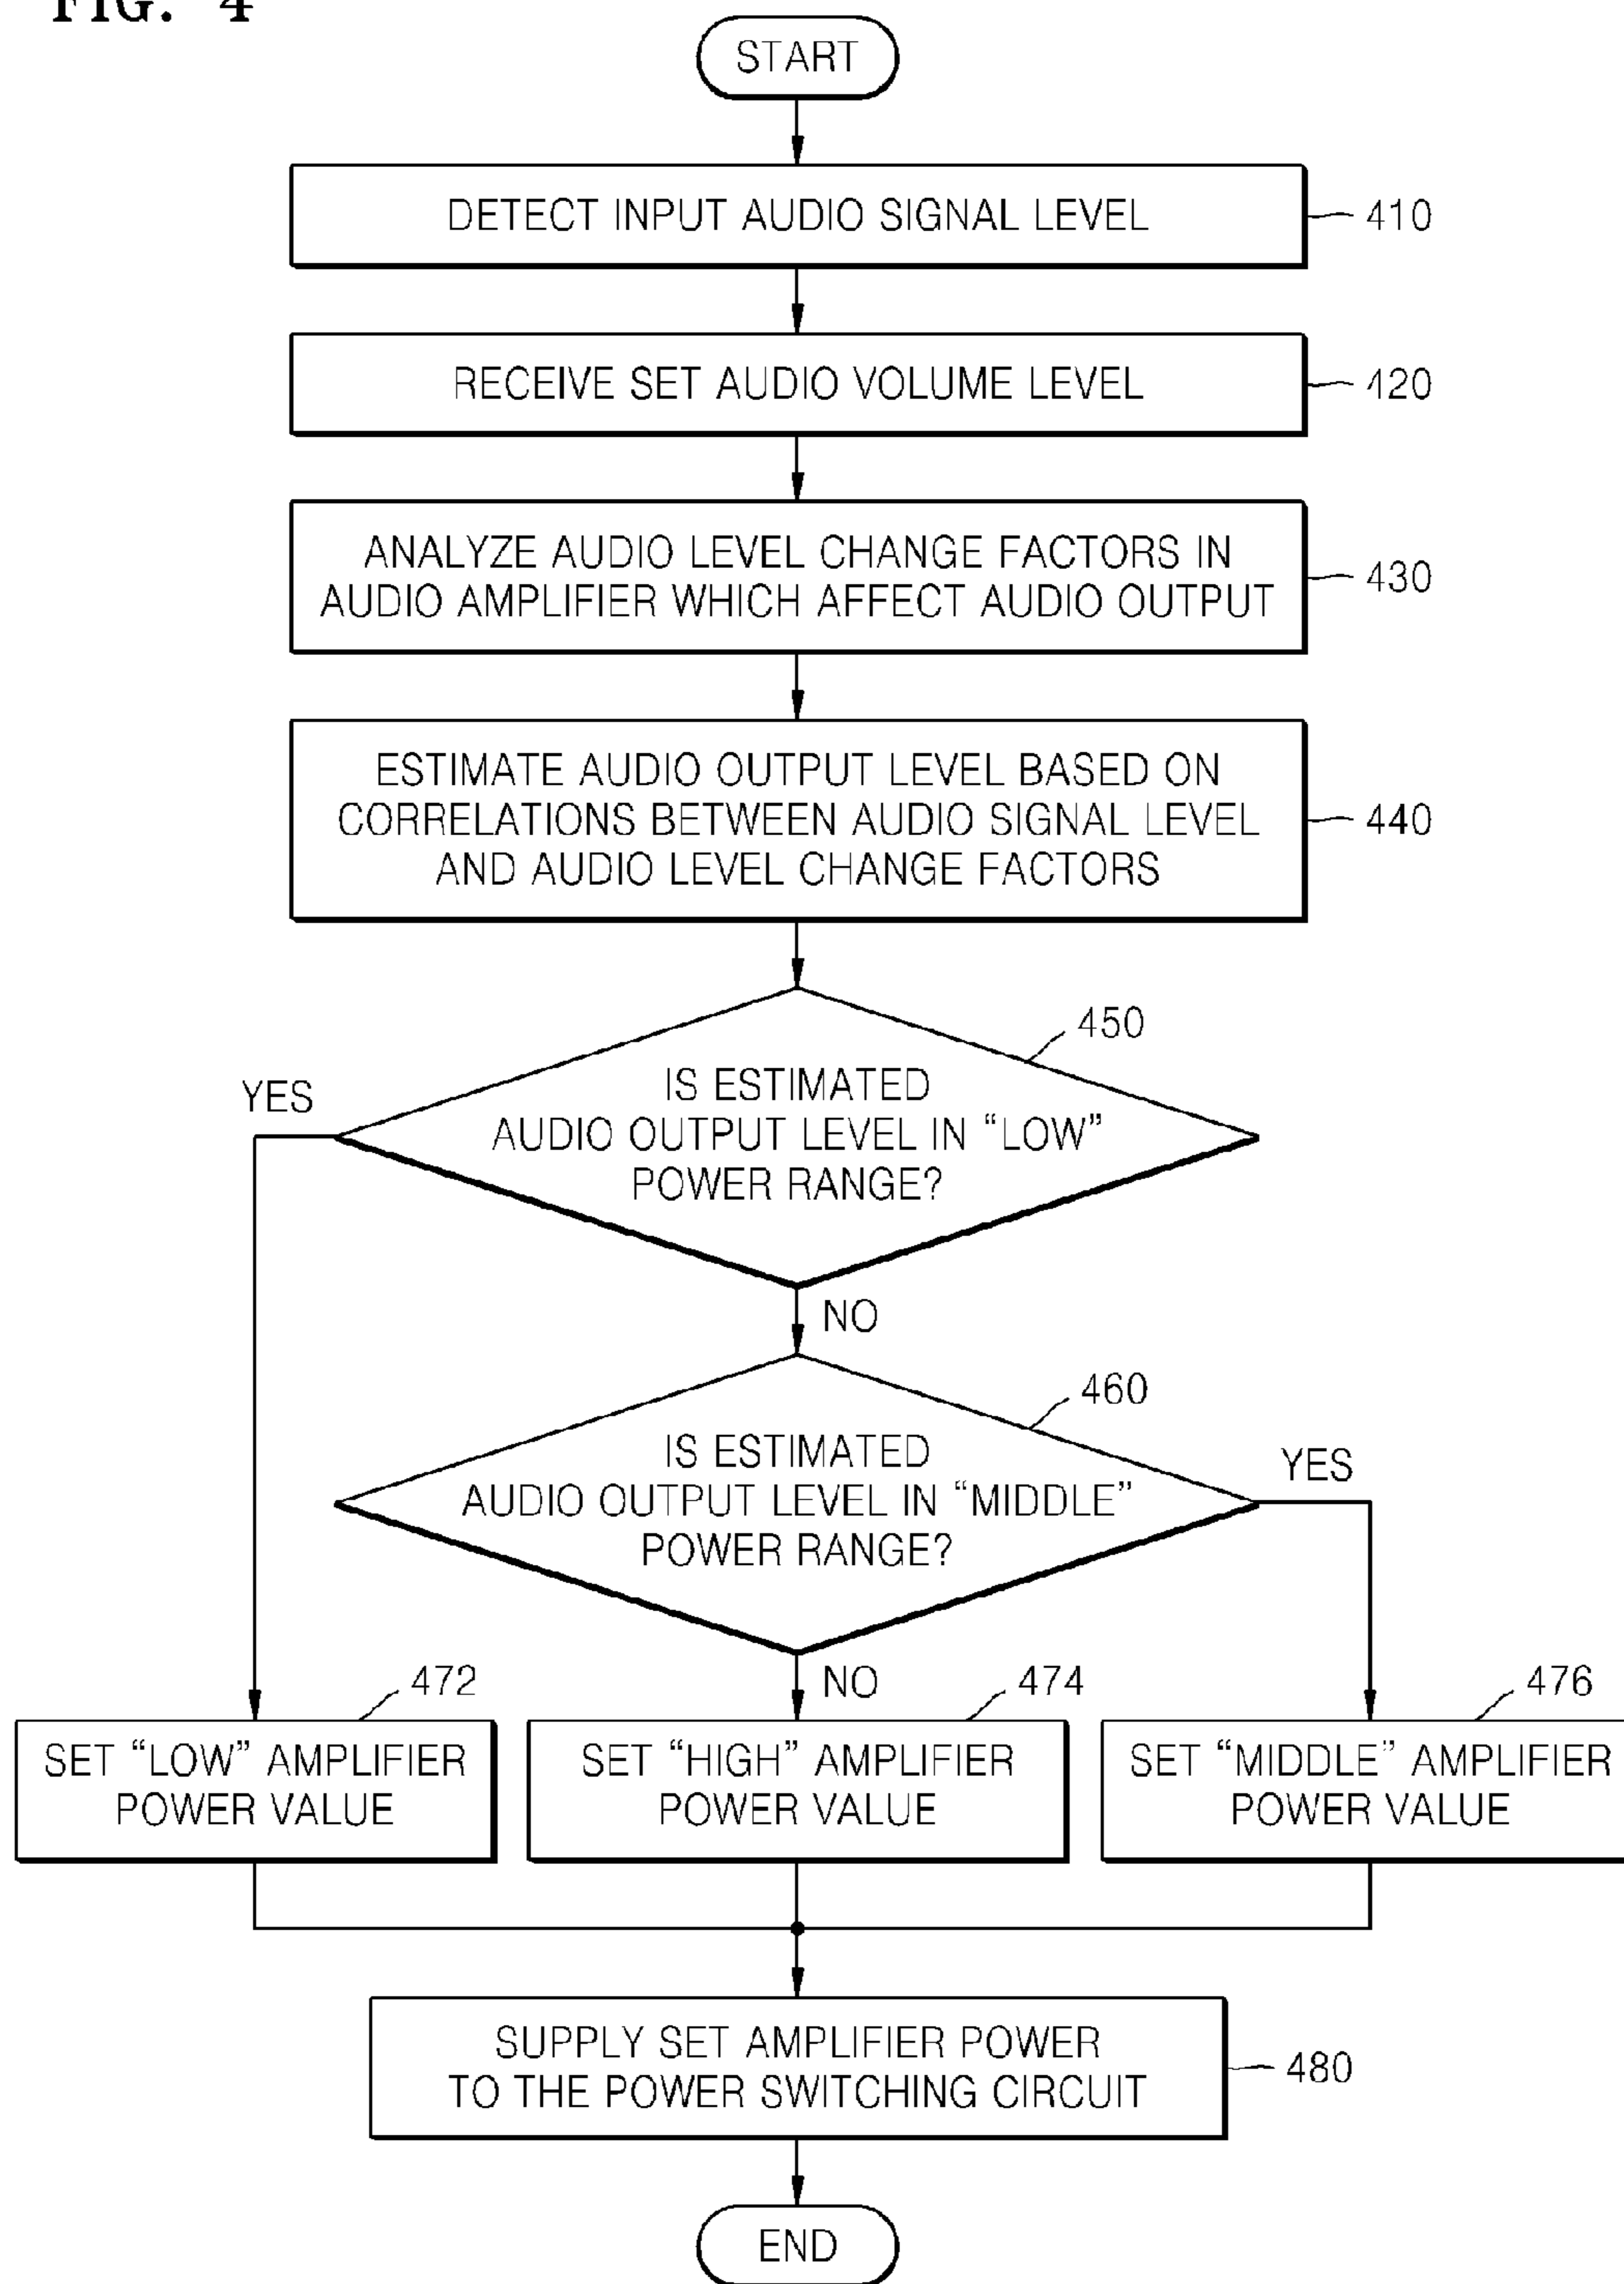 FIG. 4
START
DETECT INPUT AUDIO SIGNAL LEVEL
410
RECEIVE SET AUDIO VOLUME LEVEL
420
ANALYZE AUDIO LEVEL CHANGE FACTORS IN
AUDIO AMPLIFIER WHICH AFFECT AUDIO OUTPUT
430
ESTIMATE AUDIO OUTPUT LEVEL BASED ON
CORRELATIONS BETWEEN AUDIO SIGNAL LEVEL
AND AUDIO LEVEL CHANGE FACTORS
440
450
YES
IS ESTIMATED
AUDIO OUTPUT LEVEL IN “LOW”
POWER RANGE?
NO
460
IS ESTIMATED
AUDIO OUTPUT LEVEL IN “MIDDLE”
POWER RANGE?
YES
NO
472
SET “LOW” AMPLIFIER
POWER VALUE
474
SET “HIGH” AMPLIFIER
POWER VALUE
476
SET “MIDDLE” AMPLIFIER
POWER VALUE
SUPPLY SET AMPLIFIER POWER
TO THE POWER SWITCHING CIRCUIT
480
END